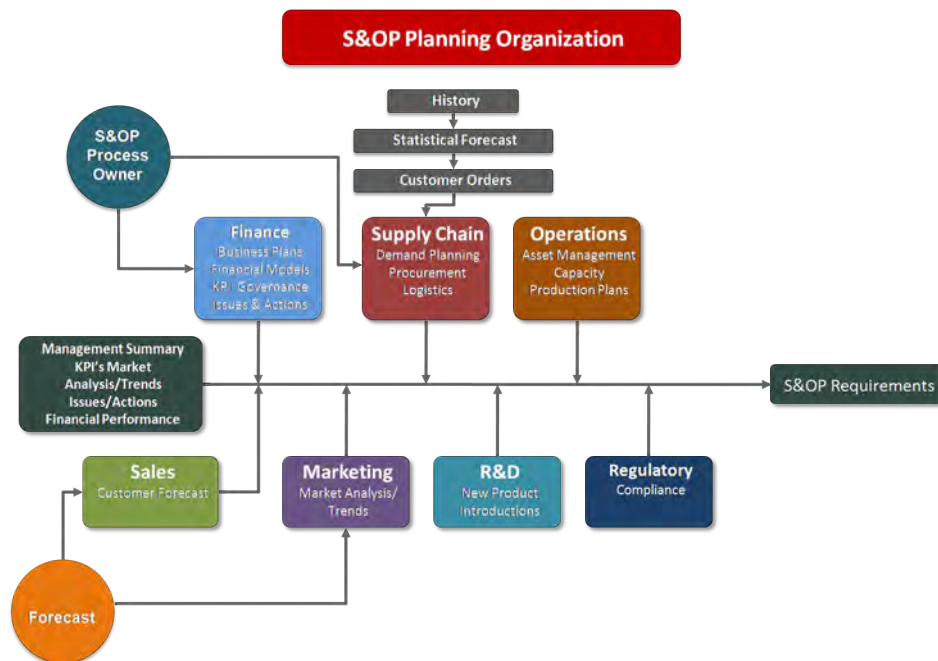 S&OP Planning Organization
History
Statistical Forecast
Customer Orders
S&OP
Process
Owner
Finance
Business Plans
Financial Models
KPI Governance
Issues & Actions
Supply Chain
Demand Planning
Procurement
Logistics
Operations
Asset Management
Capacity
Production Plans
Management Summary
KPI's Market
Analysis/Trends
Issues/Actions
Financial Performance
S&OP Requirements
Sales
Customer Forecast
Marketing
Market Analysis/
Trends
R&D
New Product
Introductions
Regulatory
Compliance
Forecast